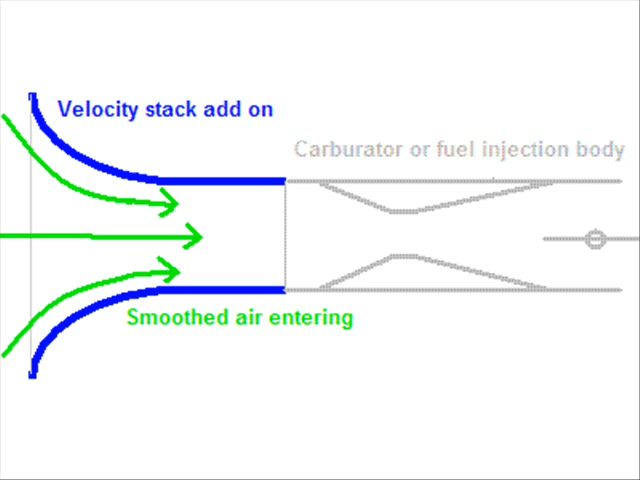 Velocity stack add on
Carburator or fuel injection body
Smoothed air entering